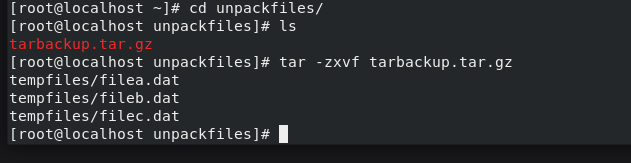 [root@localhost ~]# cd unpackfiles/
[root@localhost unpackfiles]# ls
tarbackup.tar.gz
[root@localhost unpackfiles]# tar -zxvf tarbackup.tar.gz
tempfiles/filea.dat
tempfiles/fileb.dat
tempfiles/filec.dat
[root@localhost unpackfiles]#